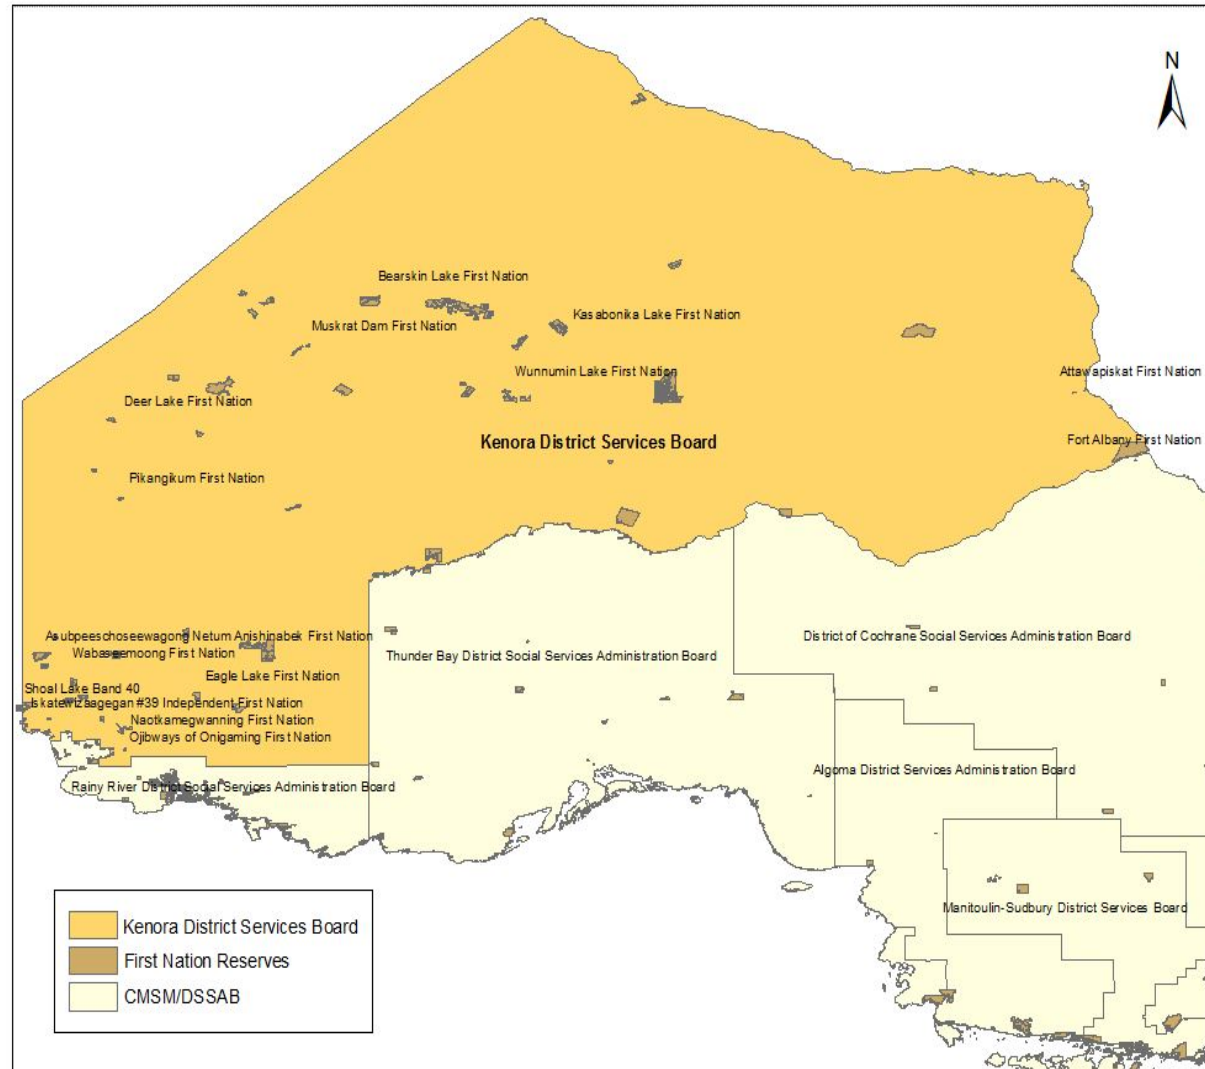 N
Bearskin Lake First Nation
Kasabonika Lake First Nation
Muskrat Dam First Nation
Wunnumin Lake First Nation
Attawapiskat First Nation
Deer Lake First Nation
Kenora District Services Board
Fort Albany First Nation
Pikangikum First Nation
Asubpeeschoseewagong Netum Anishinabek First Nation
District of Cochrane Social Services Administration Board
Wabaseemoong First Nation
Thunder Bay District Social Services Administration Board
Eagle Lake First Nation
Shoal Lake Band 40
Iskatewizaagegan #39 Independent First Nation
Naotkamegwanning First Nation
Ojibways of Onigaming First Nation
Algoma District Services Administration Board
Rainy River District Social Services Administration Board
Manitoulin-Sudbury District Services Board
Kenora District Services Board
First Nation Reserves
CMSM/DSSAB